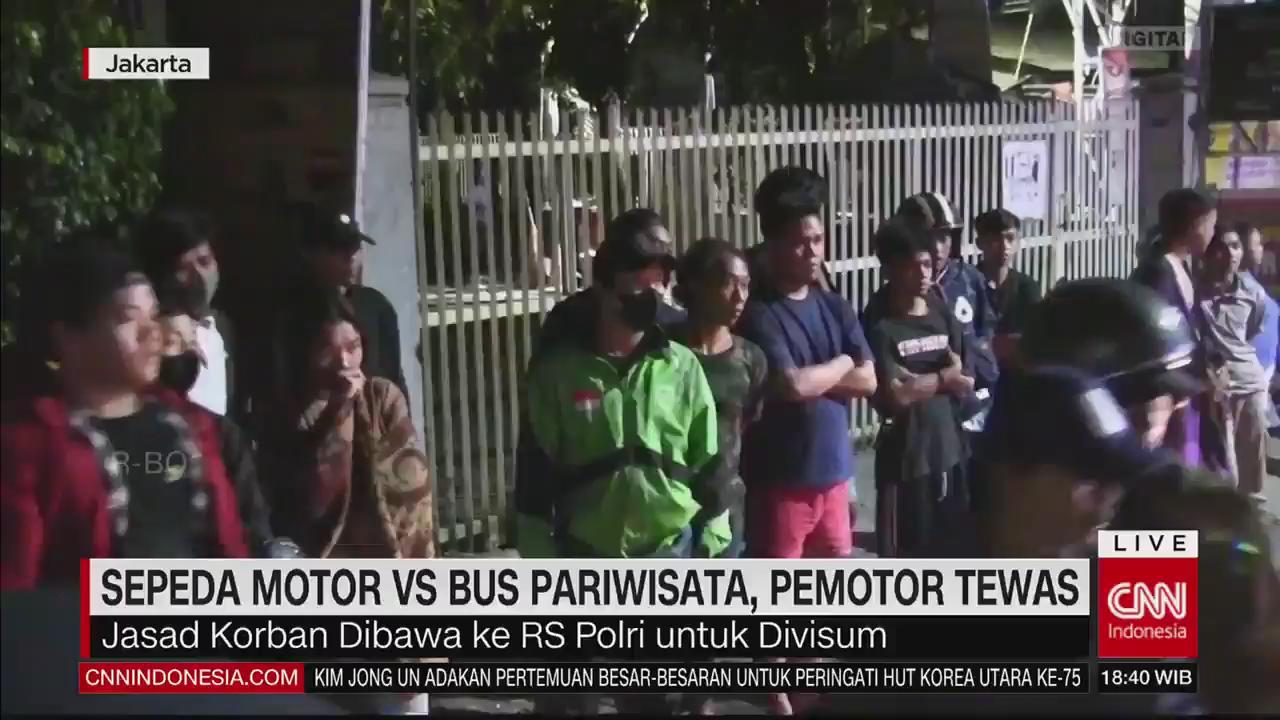 Jakarta
DIGITAL
R-BO
LIVE
SEPEDA MOTOR VS BUS PARIWISATA, PEMOTOR TEWAS
CNN
Indonesia
Jasad Korban Dibawa ke RS Polri untuk Divisum
CNNINDONESIA.COM
KIM JONG UN ADAKAN PERTEMUAN BESAR-BESARAN UNTUK PERINGATI HUT KOREA UTARA KE-75
18:40 WIB